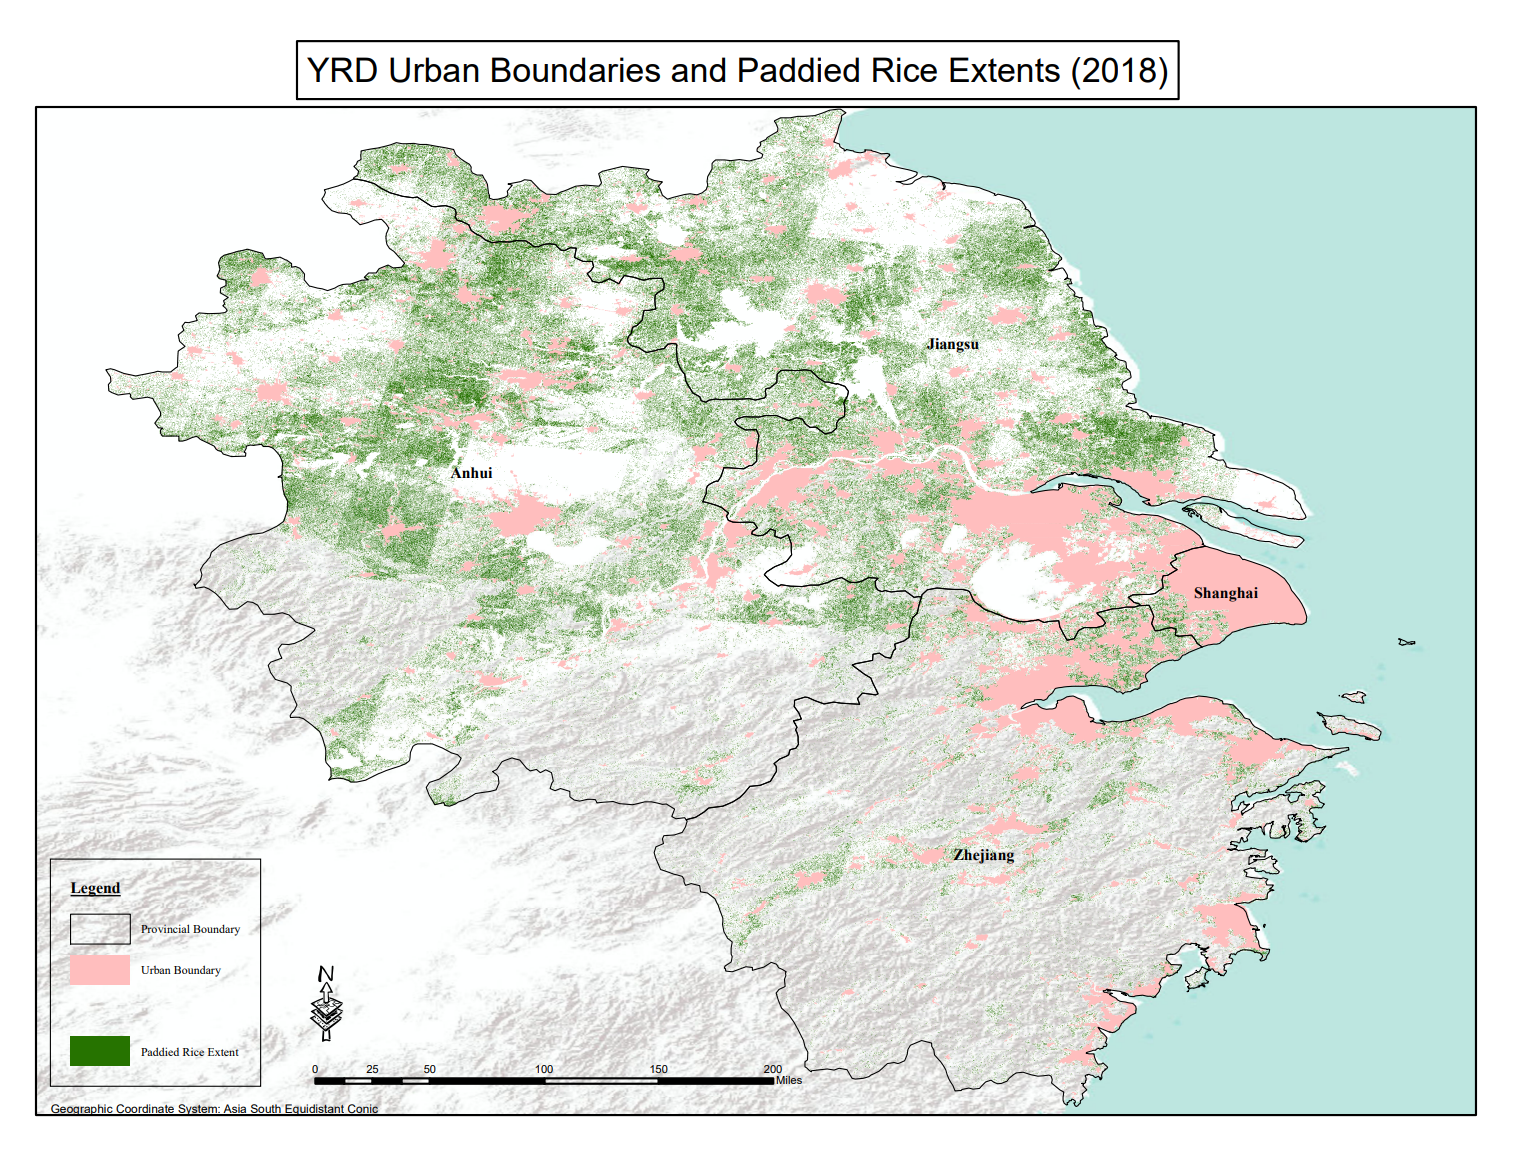 YRD Urban Boundaries and Paddied Rice Extents (2018)
Jiangsu
Anhui
Shanghai
Zhejiang
Legend
Provincial Boundary
Urban Boundary
Paddied Rice Extent
N
0 25 50 100 150 200
Miles
Geographic Coordinate System: Asia South Equidistant Conic